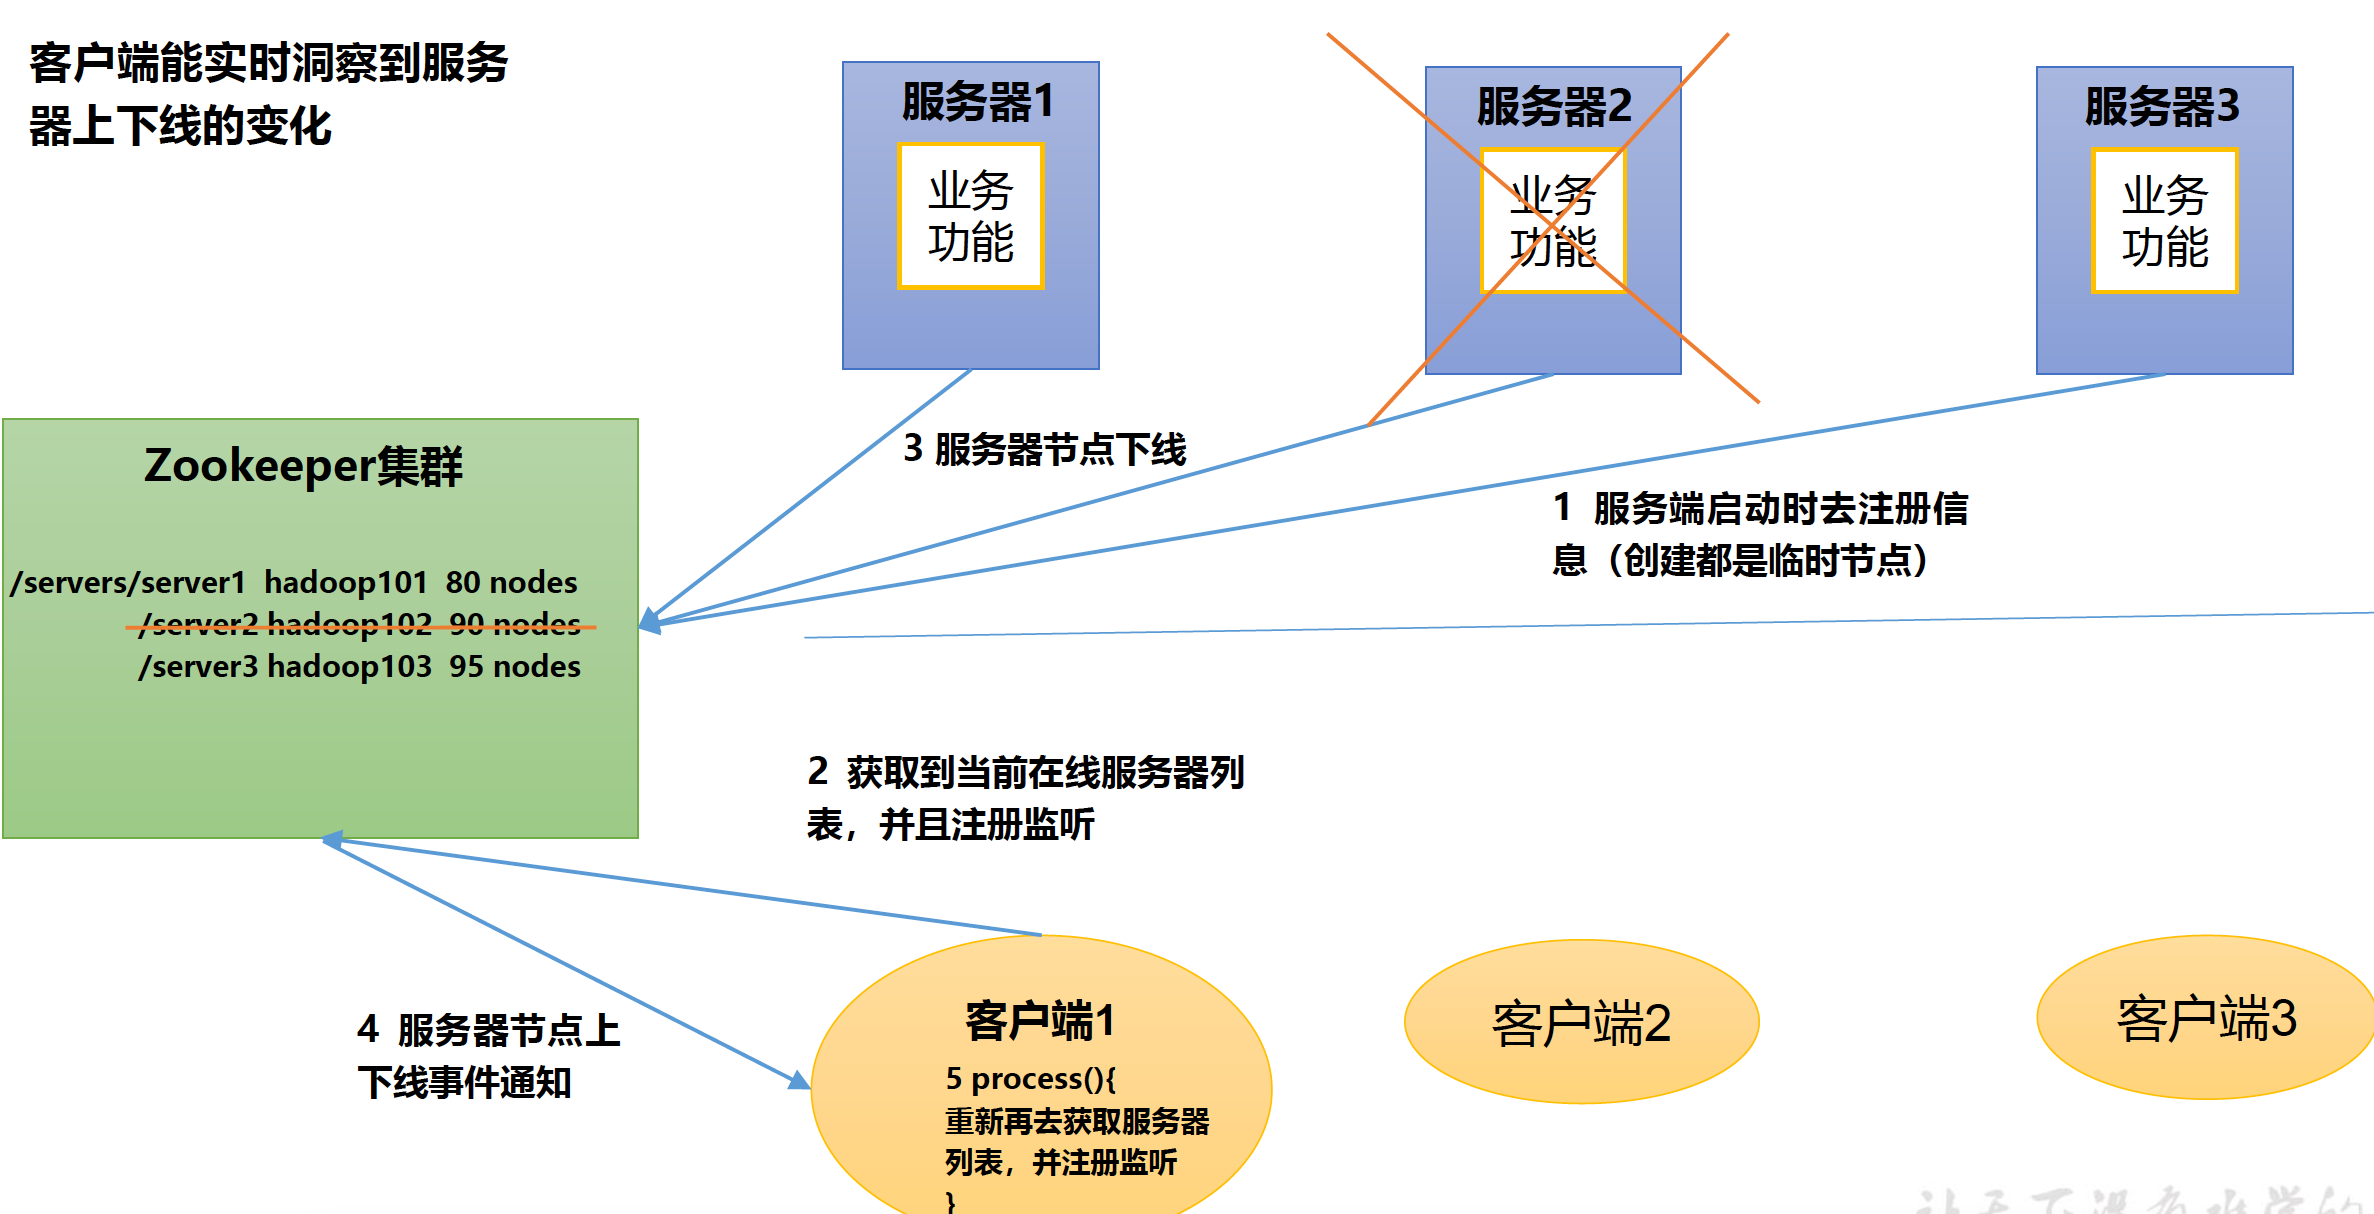 客户端能实时洞察到服务
器上下线的变化
服务器1
业务
功能
服务器2
业务
功能
服务器3
业务
功能
3 服务器节点下线
Zookeeper集群
1 服务端启动时去注册信
息（创建都是临时节点）
/servers/server1 hadoop101 80 nodes
/server2 hadoop102 90 nodes
/server3 hadoop103 95 nodes
2 获取到当前在线服务器列
表，并且注册监听
4 服务器节点上
下线事件通知
客户端1
5 process(){
重新再去获取服务器
列表，并注册监听
}
客户端2
客户端3